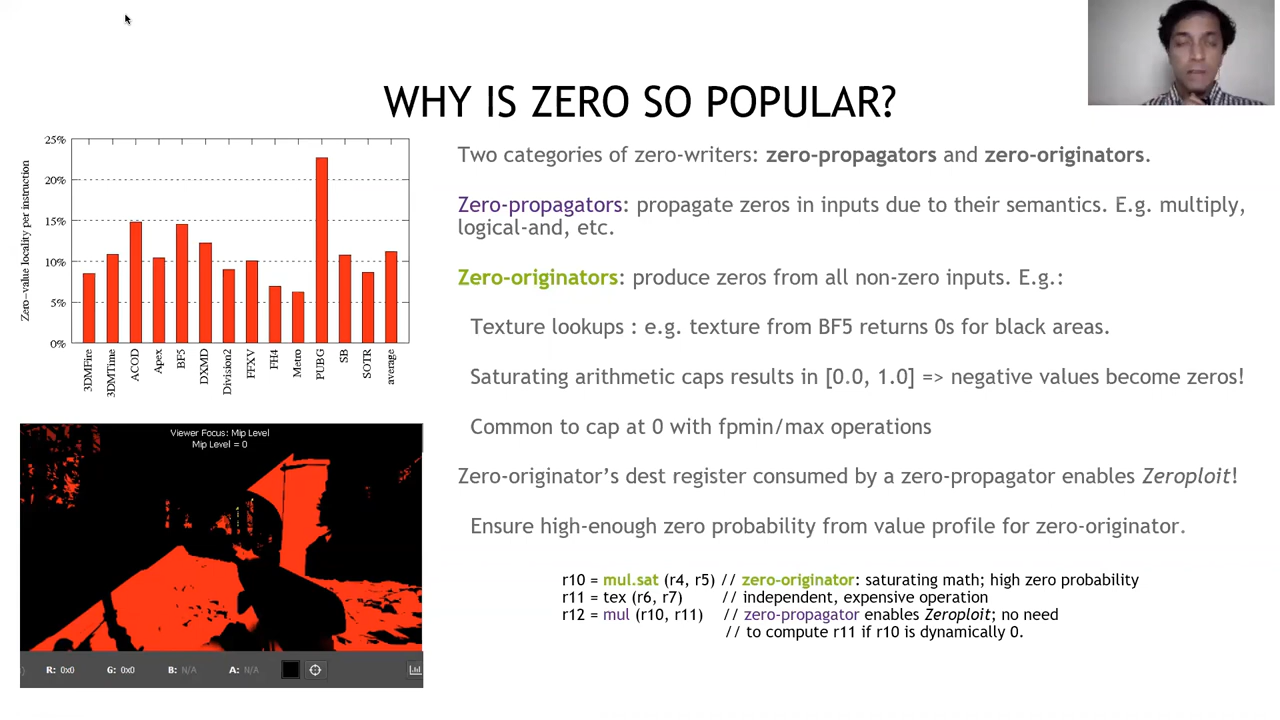 WHY IS ZERO SO POPULAR?
Zero-value locality per instruction
25%
20%
15%
10%
5%
0%
3DMFire
3DMTime
ACOD
Apex
BF5
DXMD
Division2
FFXV
FH4
Metro
PUBG
SB
SOTR
average
Viewer Focus: Mip Level
Mip Level = 0
R: 0x0 G: 0x0 B: N/A A: N/A
Two categories of zero-writers: zero-propagators and zero-originators.
Zero-propagators: propagate zeros in inputs due to their semantics. E.g. multiply,
logical-and, etc.
Zero-originators: produce zeros from all non-zero inputs. E.g.:
Texture lookups : e.g. texture from BF5 returns 0s for black areas.
Saturating arithmetic caps results in [0.0, 1.0] => negative values become zeros!
Common to cap at 0 with fpmin/max operations
Zero-originator’s dest register consumed by a zero-propagator enables Zeroploit!
Ensure high-enough zero probability from value profile for zero-originator.
r10 = mul.sat (r4, r5) // zero-originator: saturating math; high zero probability
r11 = tex (r6, r7) // independent, expensive operation
r12 = mul (r10, r11) // zero-propagator enables Zeroploit; no need
// to compute r11 if r10 is dynamically 0.